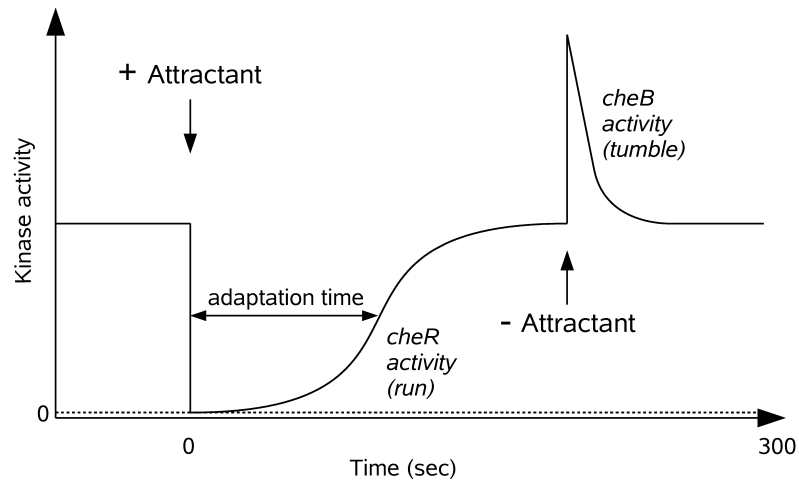 + Attractant
cheB
activity
(tumble)
Kinase activity
adaptation time
- Attractant
cheR
activity
(run)
0
0
300
Time (sec)